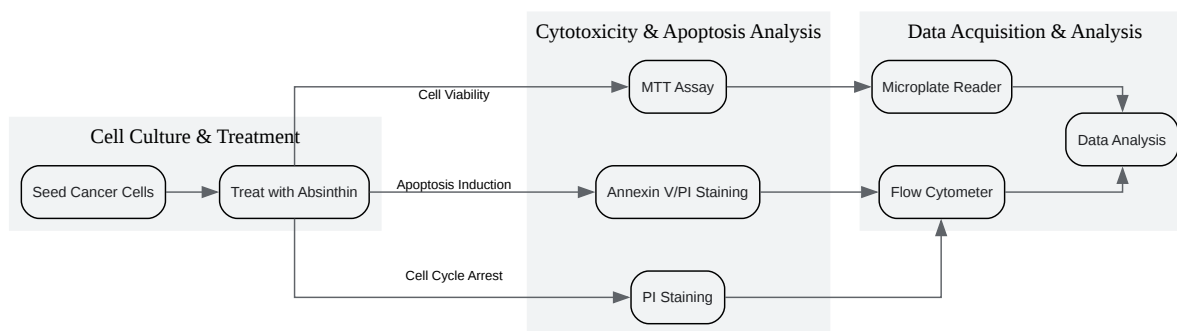 Cytotoxicity & Apoptosis Analysis
Data Acquisition & Analysis
MTT Assay
Microplate Reader
Cell Viability
Cell Culture & Treatment
Data Analysis
Seed Cancer Cells
Treat with Absinthin
Apoptosis Induction
Annexin V/PI Staining
Flow Cytometer
Cell Cycle Arrest
PI Staining